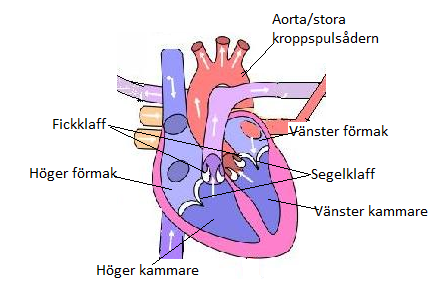 Aorta/stora
kroppspulsådern
Fickklaff
Vänster förmak
Höger förmak
Segelklaff
Vänster kammare
Höger kammare